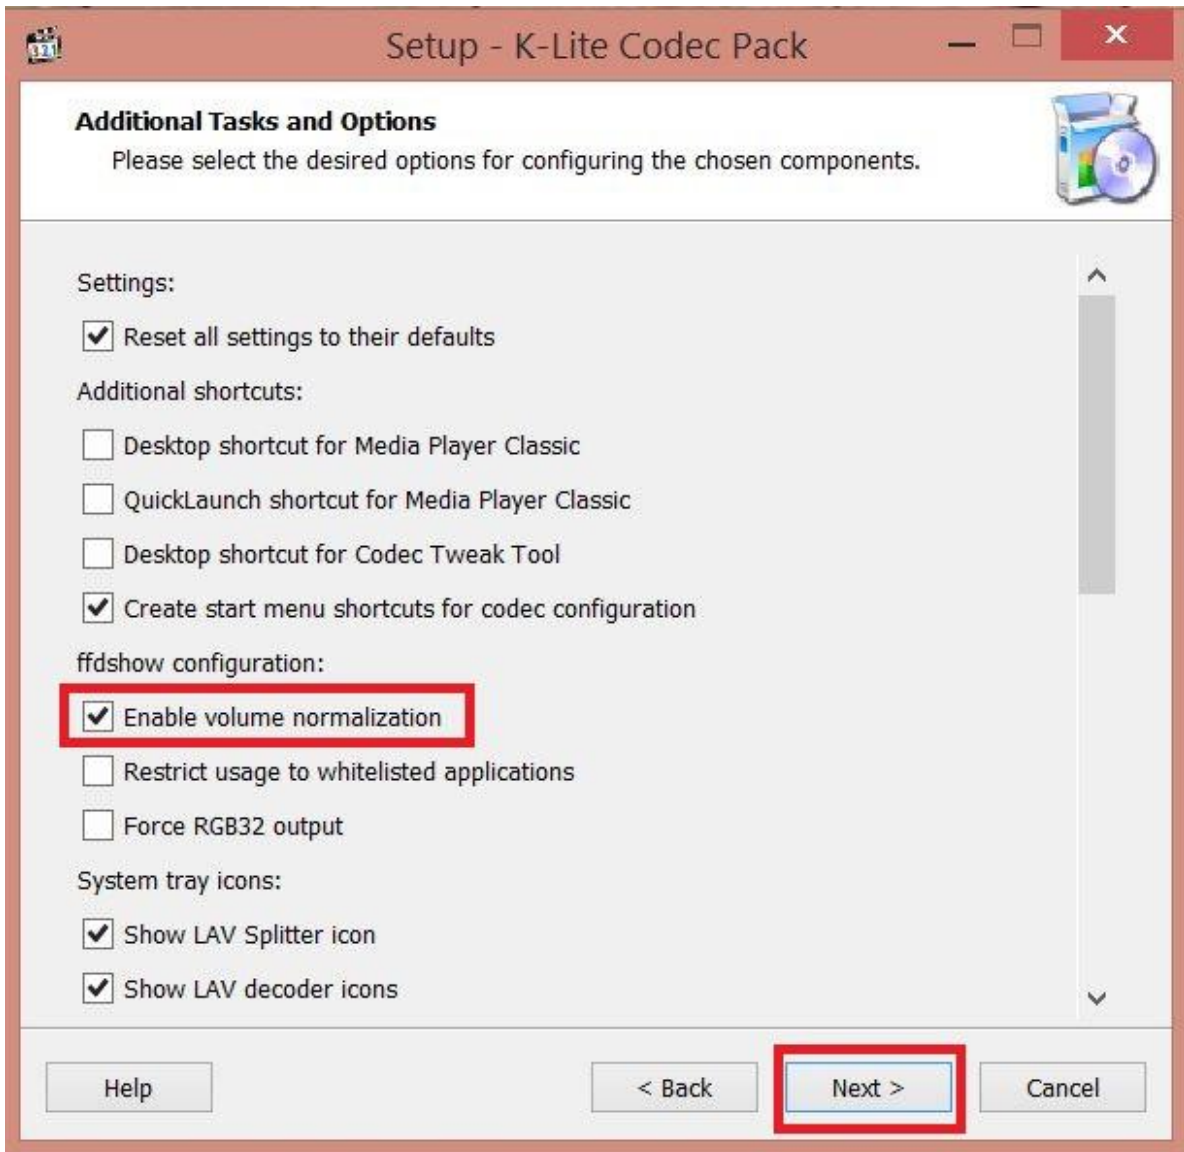 321
Setup - K-Lite Codec Pack
Additional Tasks and Options
Please select the desired options for configuring the chosen components.
Settings:
Reset all settings to their defaults
Additional shortcuts:
Desktop shortcut for Media Player Classic
QuickLaunch shortcut for Media Player Classic
Desktop shortcut for Codec Tweak Tool
Create start menu shortcuts for codec configuration
ffdshow configuration:
Enable volume normalization
Restrict usage to whitelisted applications
Force RGB32 output
System tray icons:
Show LAV Splitter icon
Show LAV decoder icons
Help
< Back
Next >
Cancel